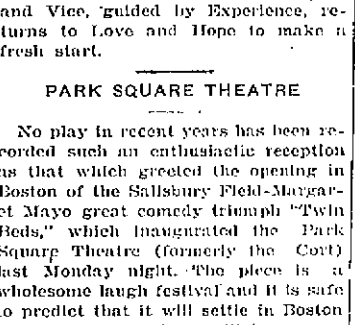 and Vice, guided by Experience, re-
turns to Love and Hope to make a
fresh start.
PARK SQUARE THEATRE
No play in recent years has been re-
corded such an enthusiastic reception
as that which greeted the opening in
Boston of the Salisbury Field-Margar-
et Mayo great comedy triumph "Twin
Beds," which inaugurated the Park
Square Theatre (formerly the Cort)
last Monday night. The piece is a
wholesome laugh festival and it is safe
to predict that it will settle in Boston